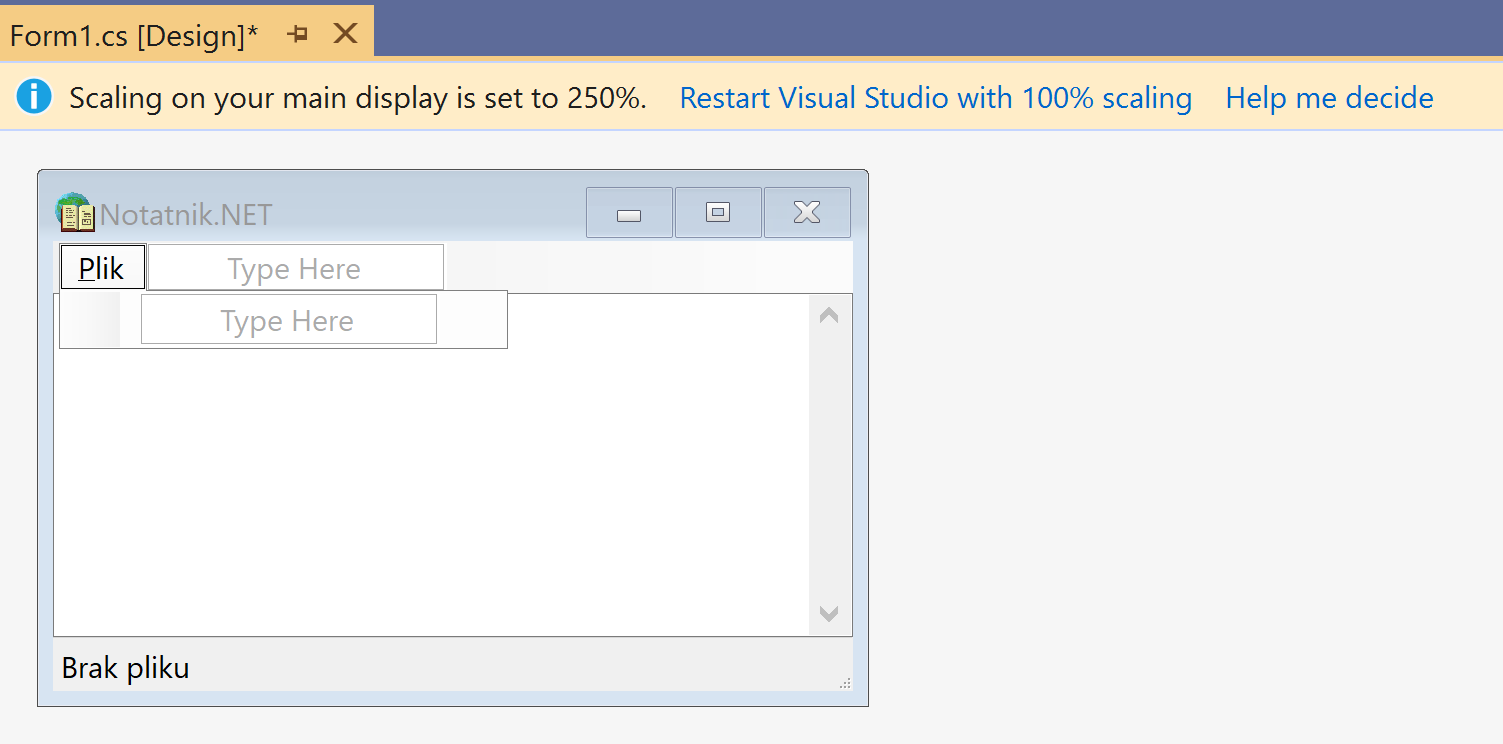 Form1.cs [Design]*
Scaling on your main display is set to 250%. Restart Visual Studio with 100% scaling Help me decide
Notatnik.NET
Plik Type Here
Type Here
Brak pliku